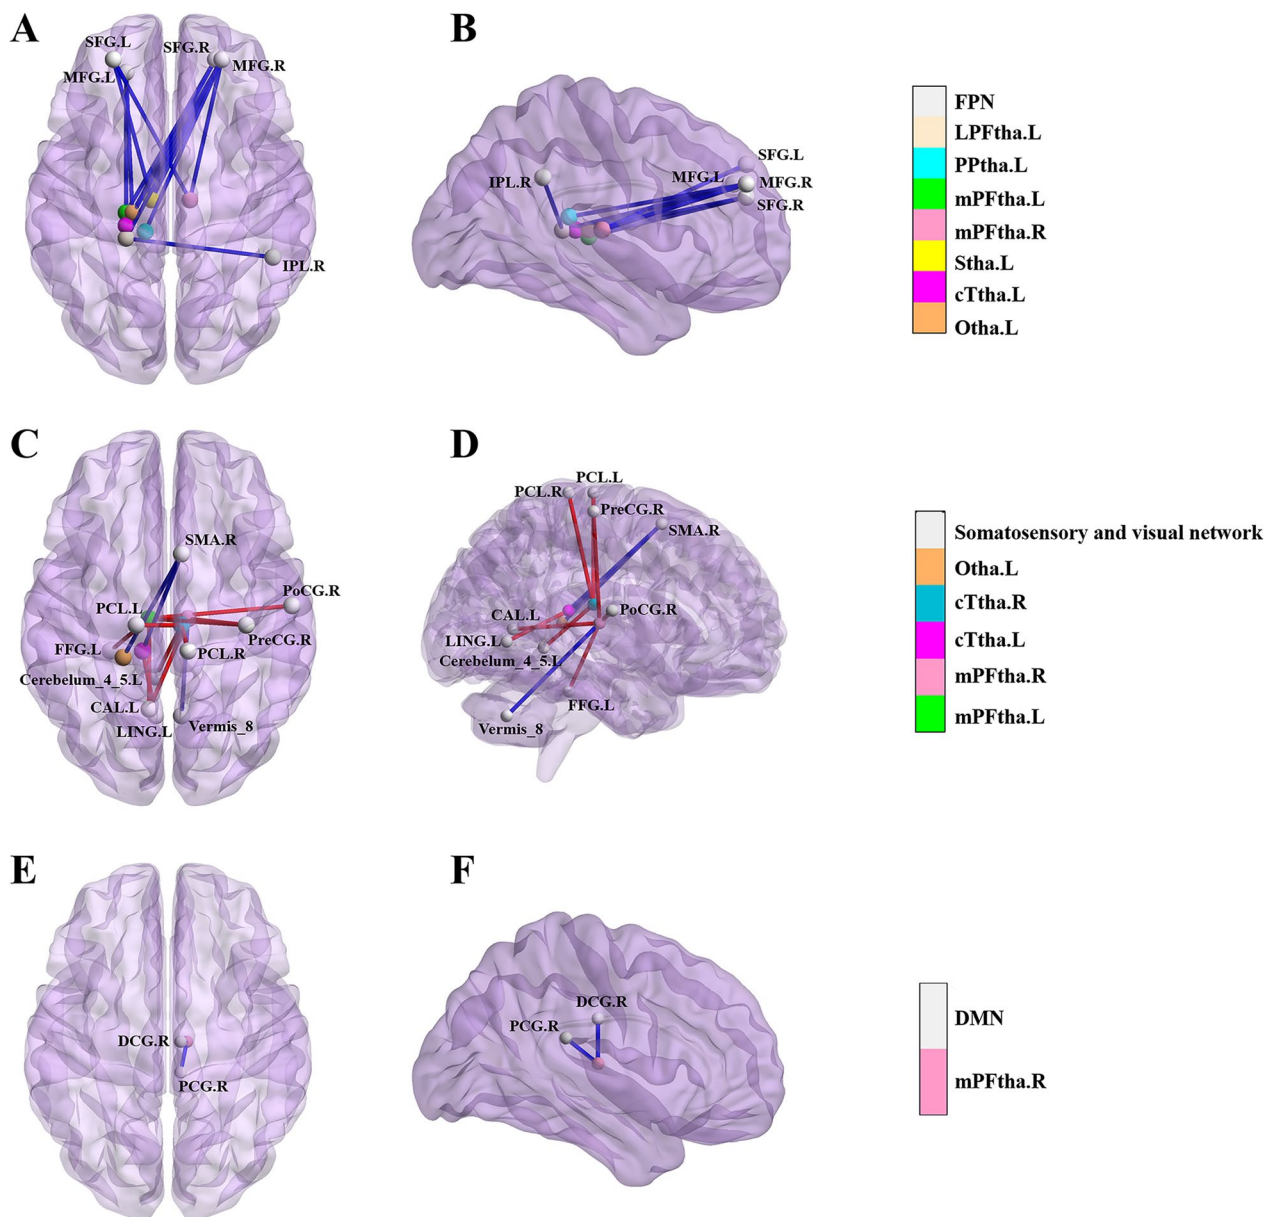 A
SFG.L
SFG.R
MFG.L
MFG.R
IPL.R
B
SFG.L
IPL.R
MFG.L
MFG.R
SFG.R
FPN
LPFtha.L
PPtha.L
mPFtha.L
mPFtha.R
Stha.L
cTtha.L
Otha.L
C
SMA.R
PoCG.R
PCL.L
PreCG.R
FFG.L
PCL.R
Cerebelum_4_5.L
CAL.L
LING.L
Vermis_8
D
PCL.L
PCL.R
PreCG.R
SMA.R
CAL.L
PoCG.R
LING.L
Cerebelum_4_5.L
FFG.L
Vermis_8
Somatosensory and visual network
Otha.L
cTtha.R
cTtha.L
mPFtha.R
mPFtha.L
E
DCG.R
PCG.R
F
DCG.R
PCG.R
DMN
mPFtha.R